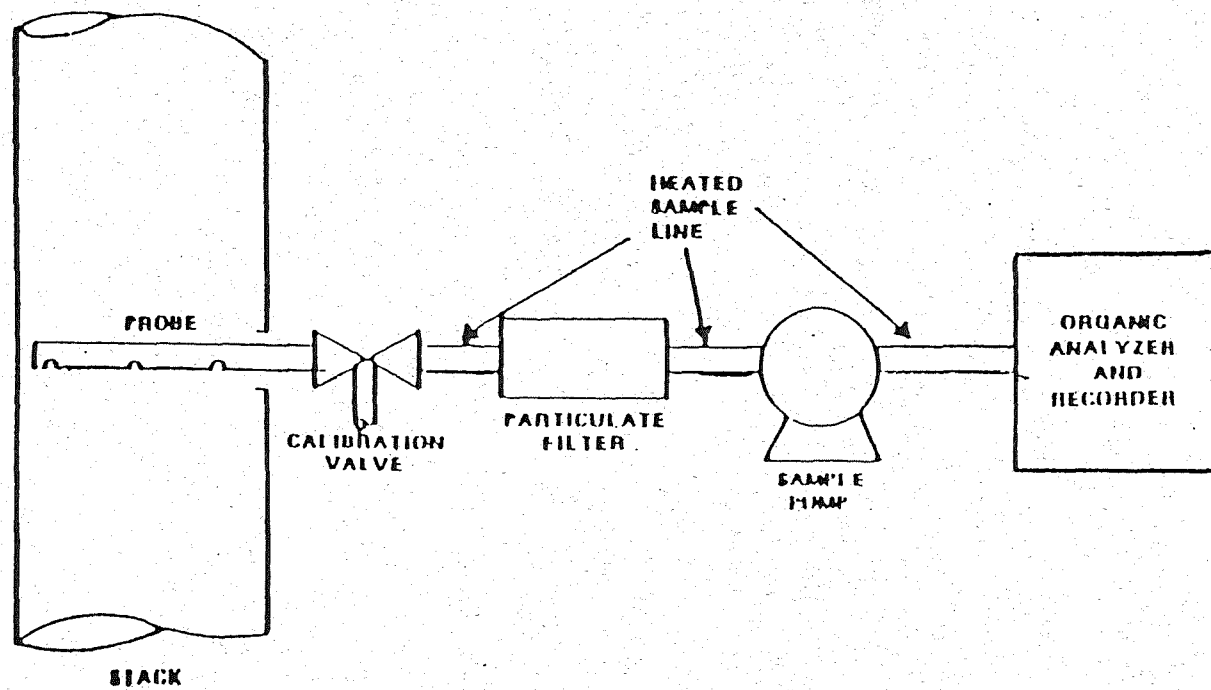 HEATED
SAMPLE
LINE
PROBE
ORGANIC
ANALYZER
AND
RECORDER
CALIBRATION
VALVE
PARTICULATE
FILTER
SAMPLE
PUMP
STACK